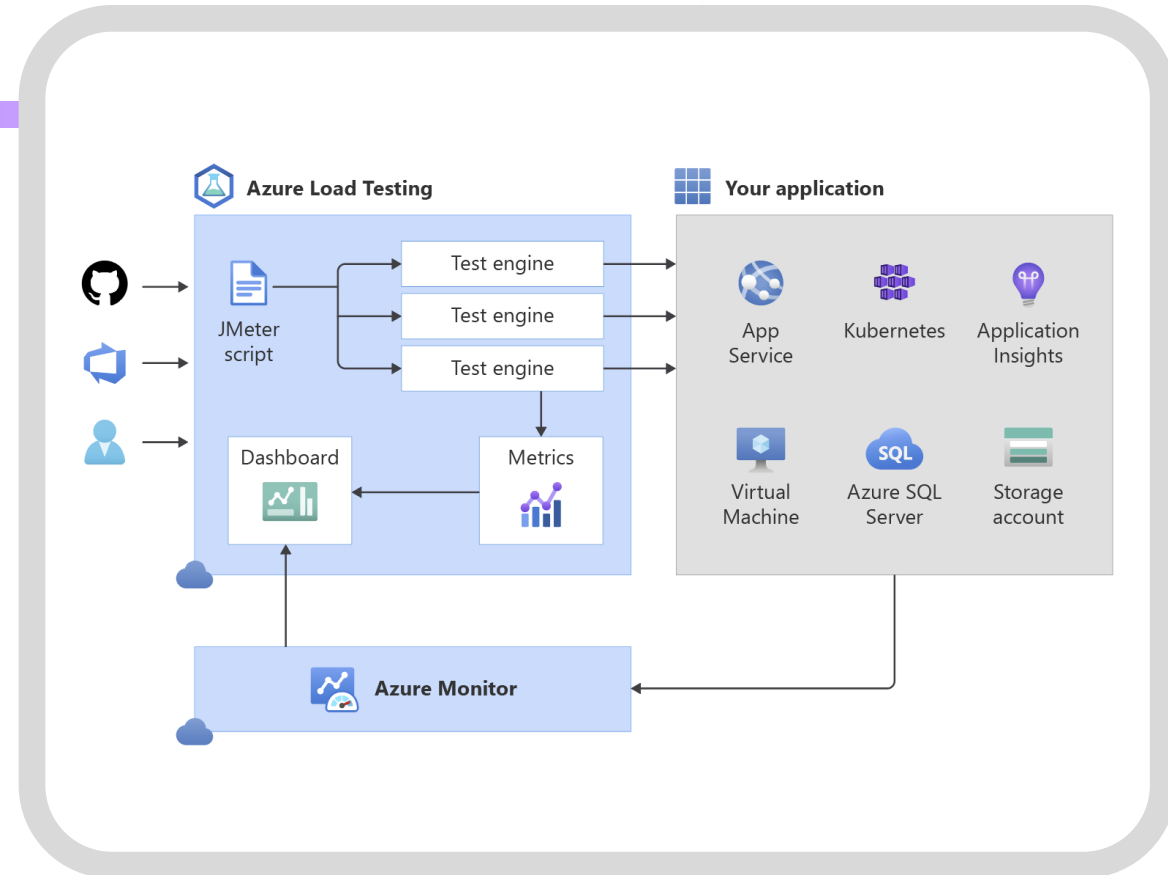 Azure Load Testing
Your application
JMeter
script
Test engine
Test engine
Test engine
Dashboard
Metrics
App
Service
Kubernetes
Application
Insights
Virtual
Machine
SQL
Azure SQL
Server
Storage
account
Azure Monitor